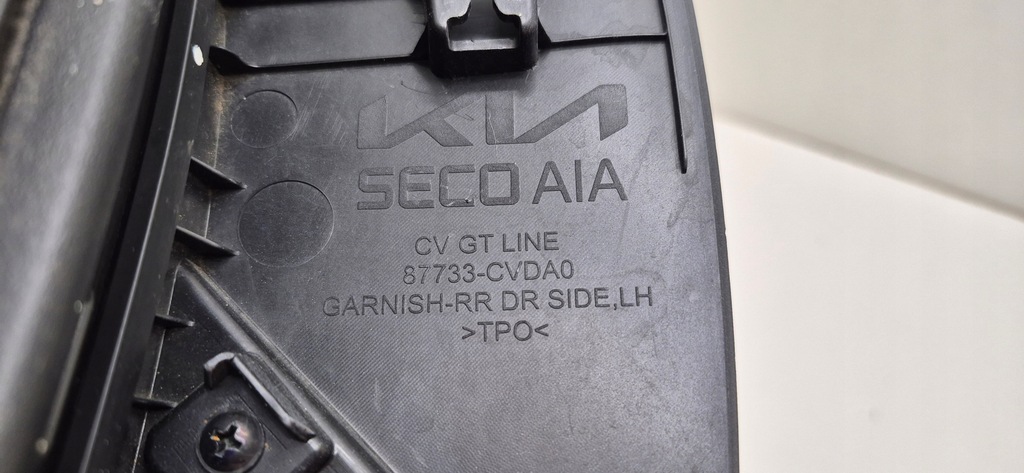 KIA
SECO AIA
CV GT LINE
87733-CVDA0
GARNISH-RR DR SIDE,LH
>TPO<